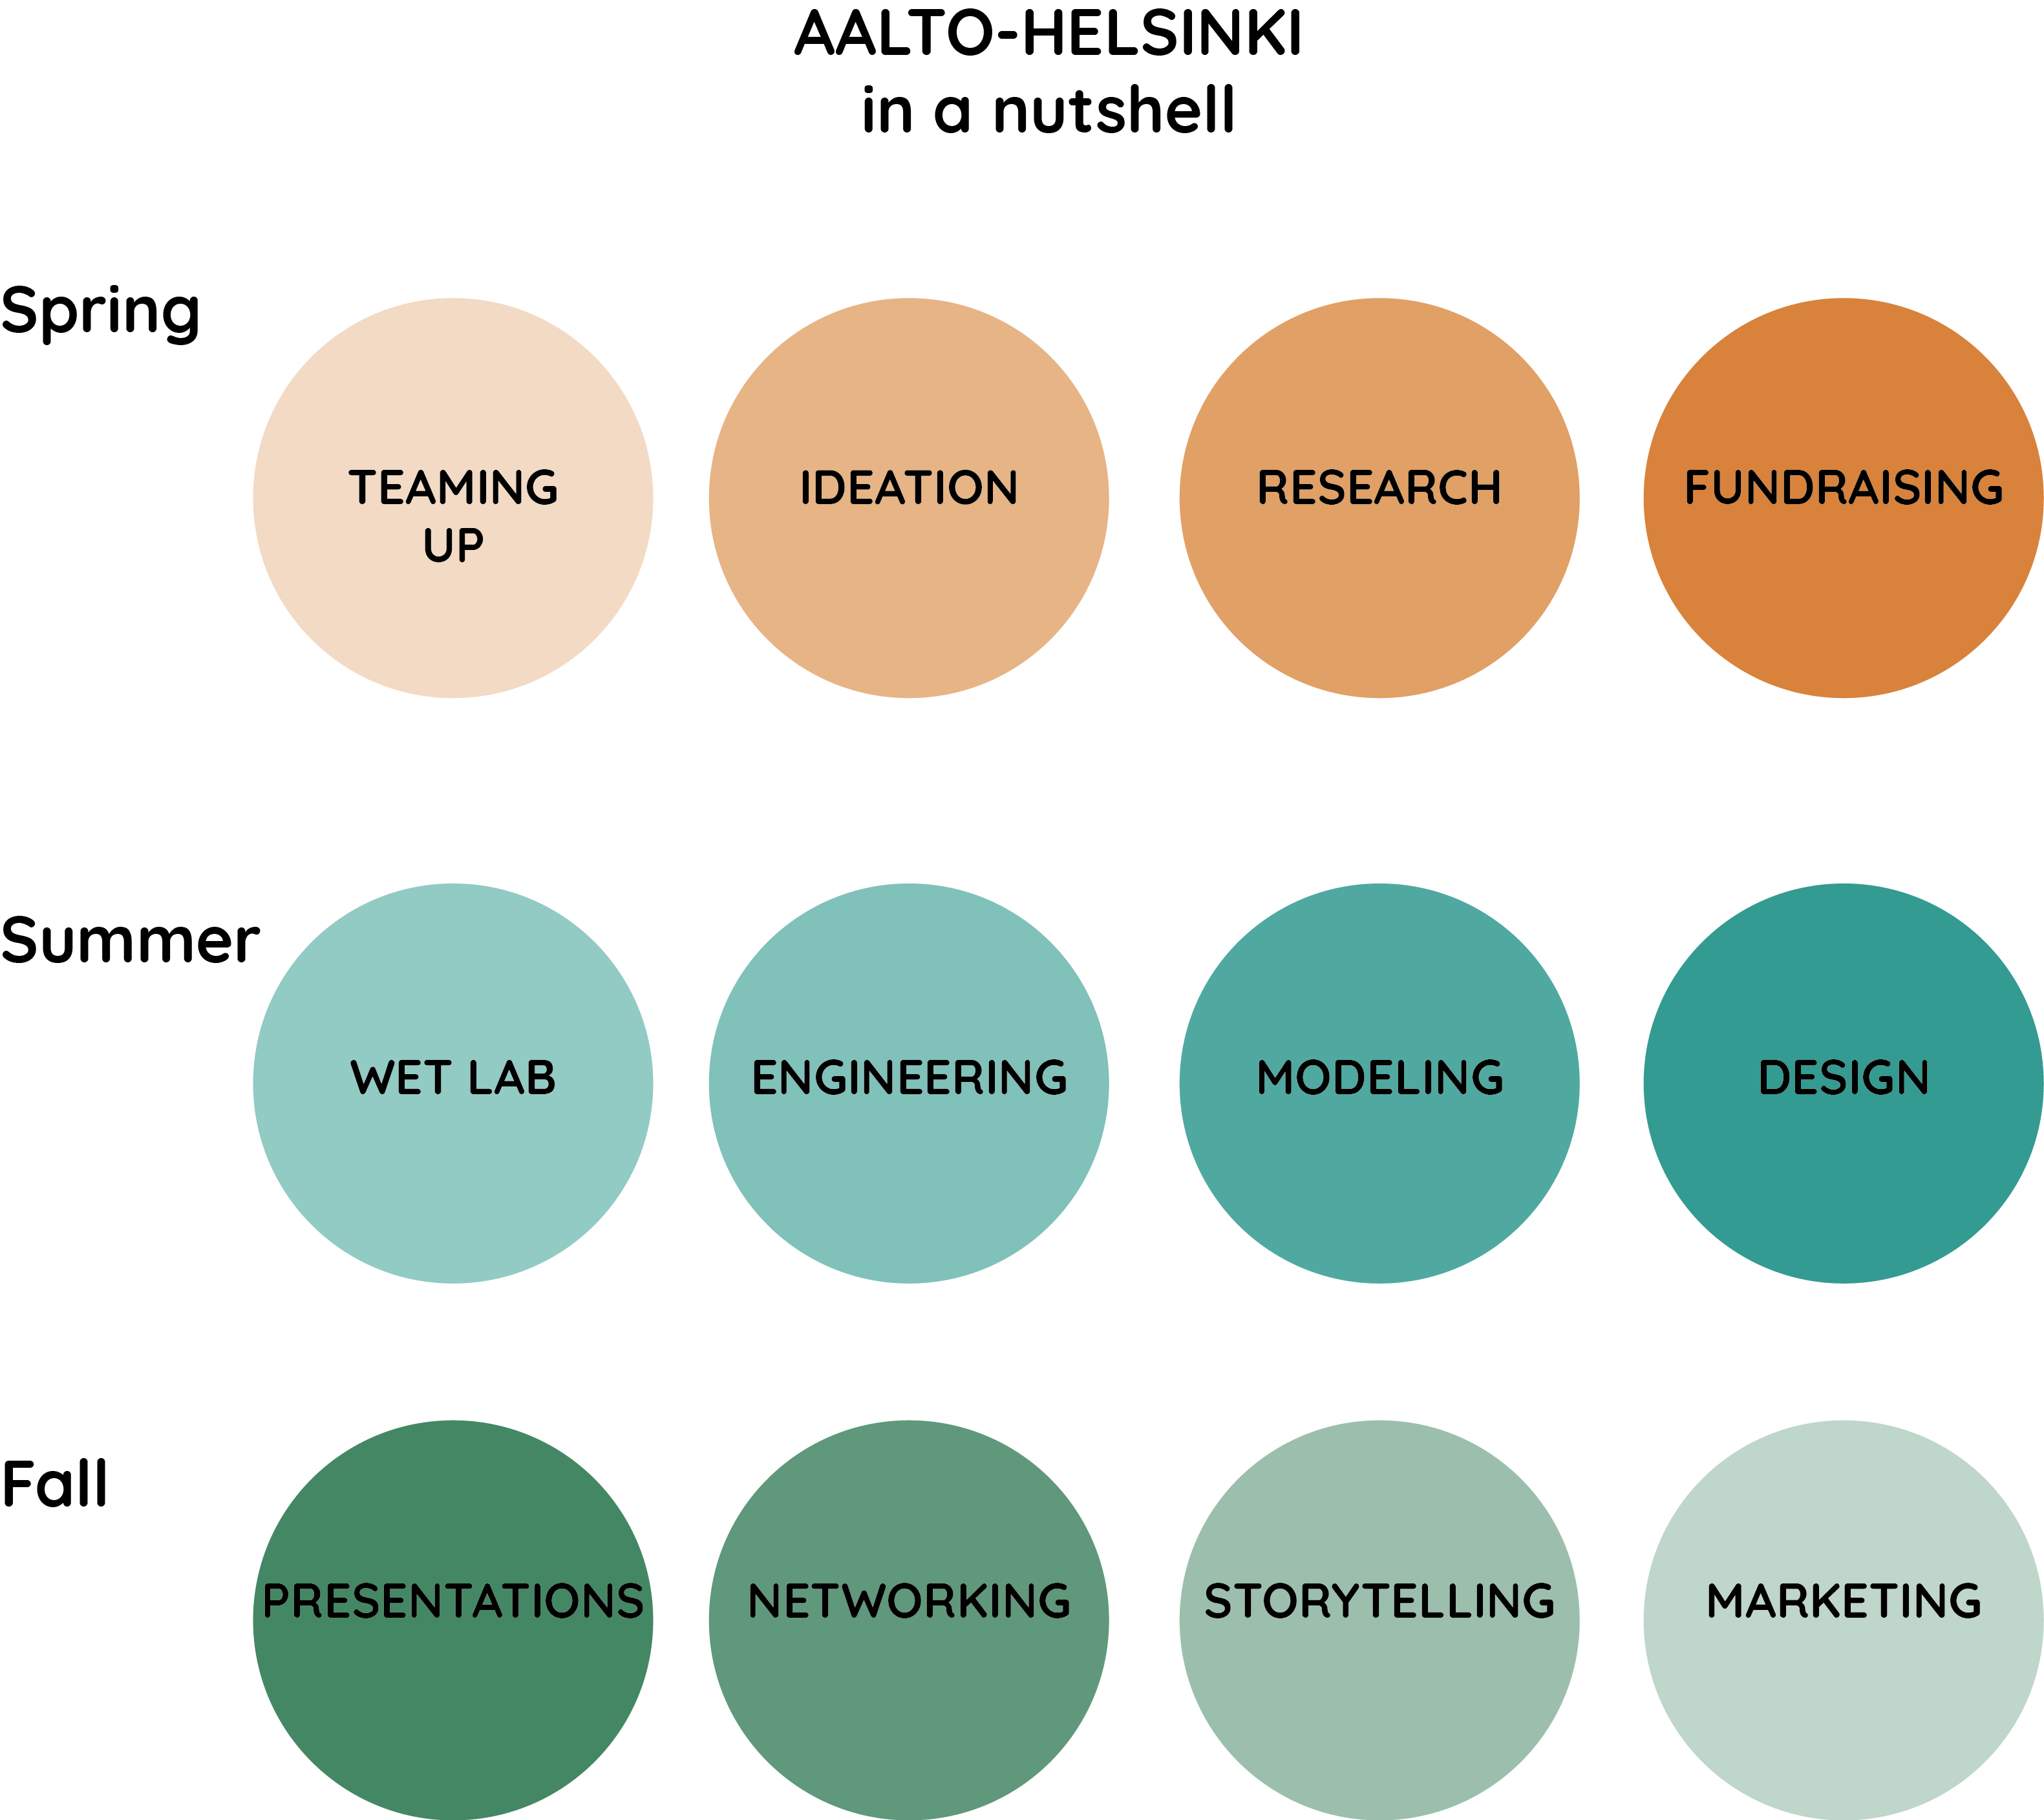 AALTO-HELSINKI
in a nutshell
Spring
TEAMING
UP
IDEATION
RESEARCH
FUNDRAISING
Summer
WET LAB
ENGINEERING
MODELING
DESIGN
Fall
PRESENTATIONS
NETWORKING
STORYTELLING
MARKETING